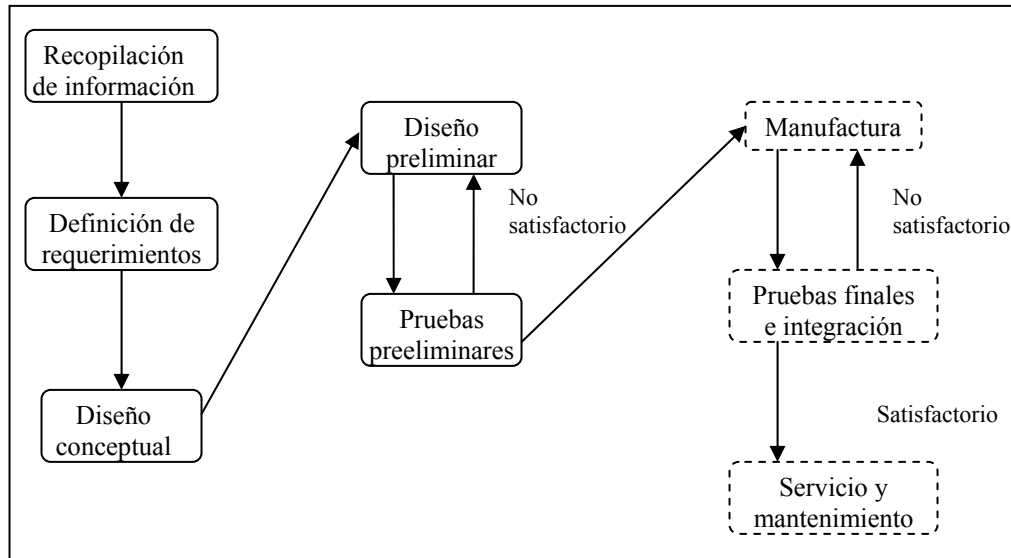 Recopilación
de información
Definición de
requerimientos
Diseño
conceptual
Diseño
preliminar
No
satisfactorio
Pruebas
preeliminares
Manufactura
No
satisfactorio
Pruebas finales
e integración
Satisfactorio
Servicio y
mantenimiento